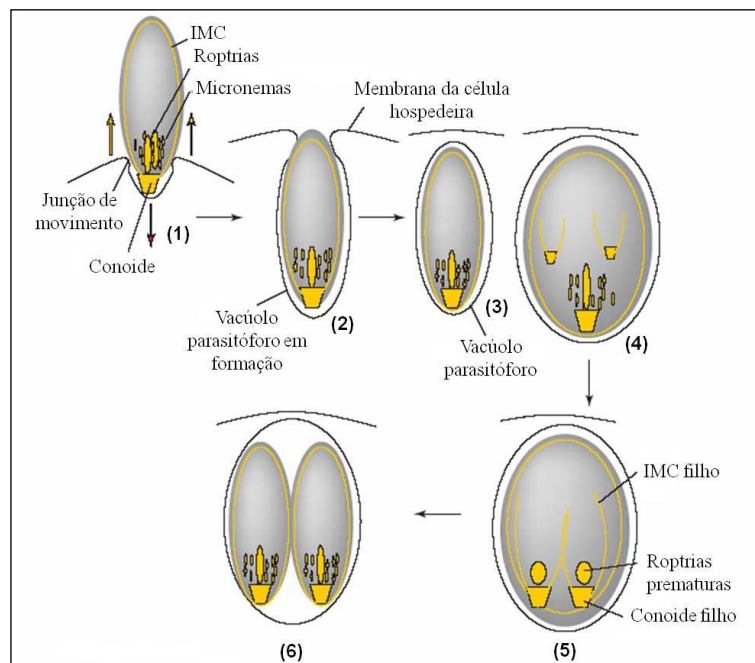 IMC
Roptrias
Micronemas
Membrana da célula
hospedeira
Junção de
movimento
(1)
Conoide
(2)
Vacúolo
parasitóforo em
formação
(3)
Vacúolo
parasitóforo
(4)
IMC filho
Roptrias
prematuras
Conoide filho
(5)
(6)